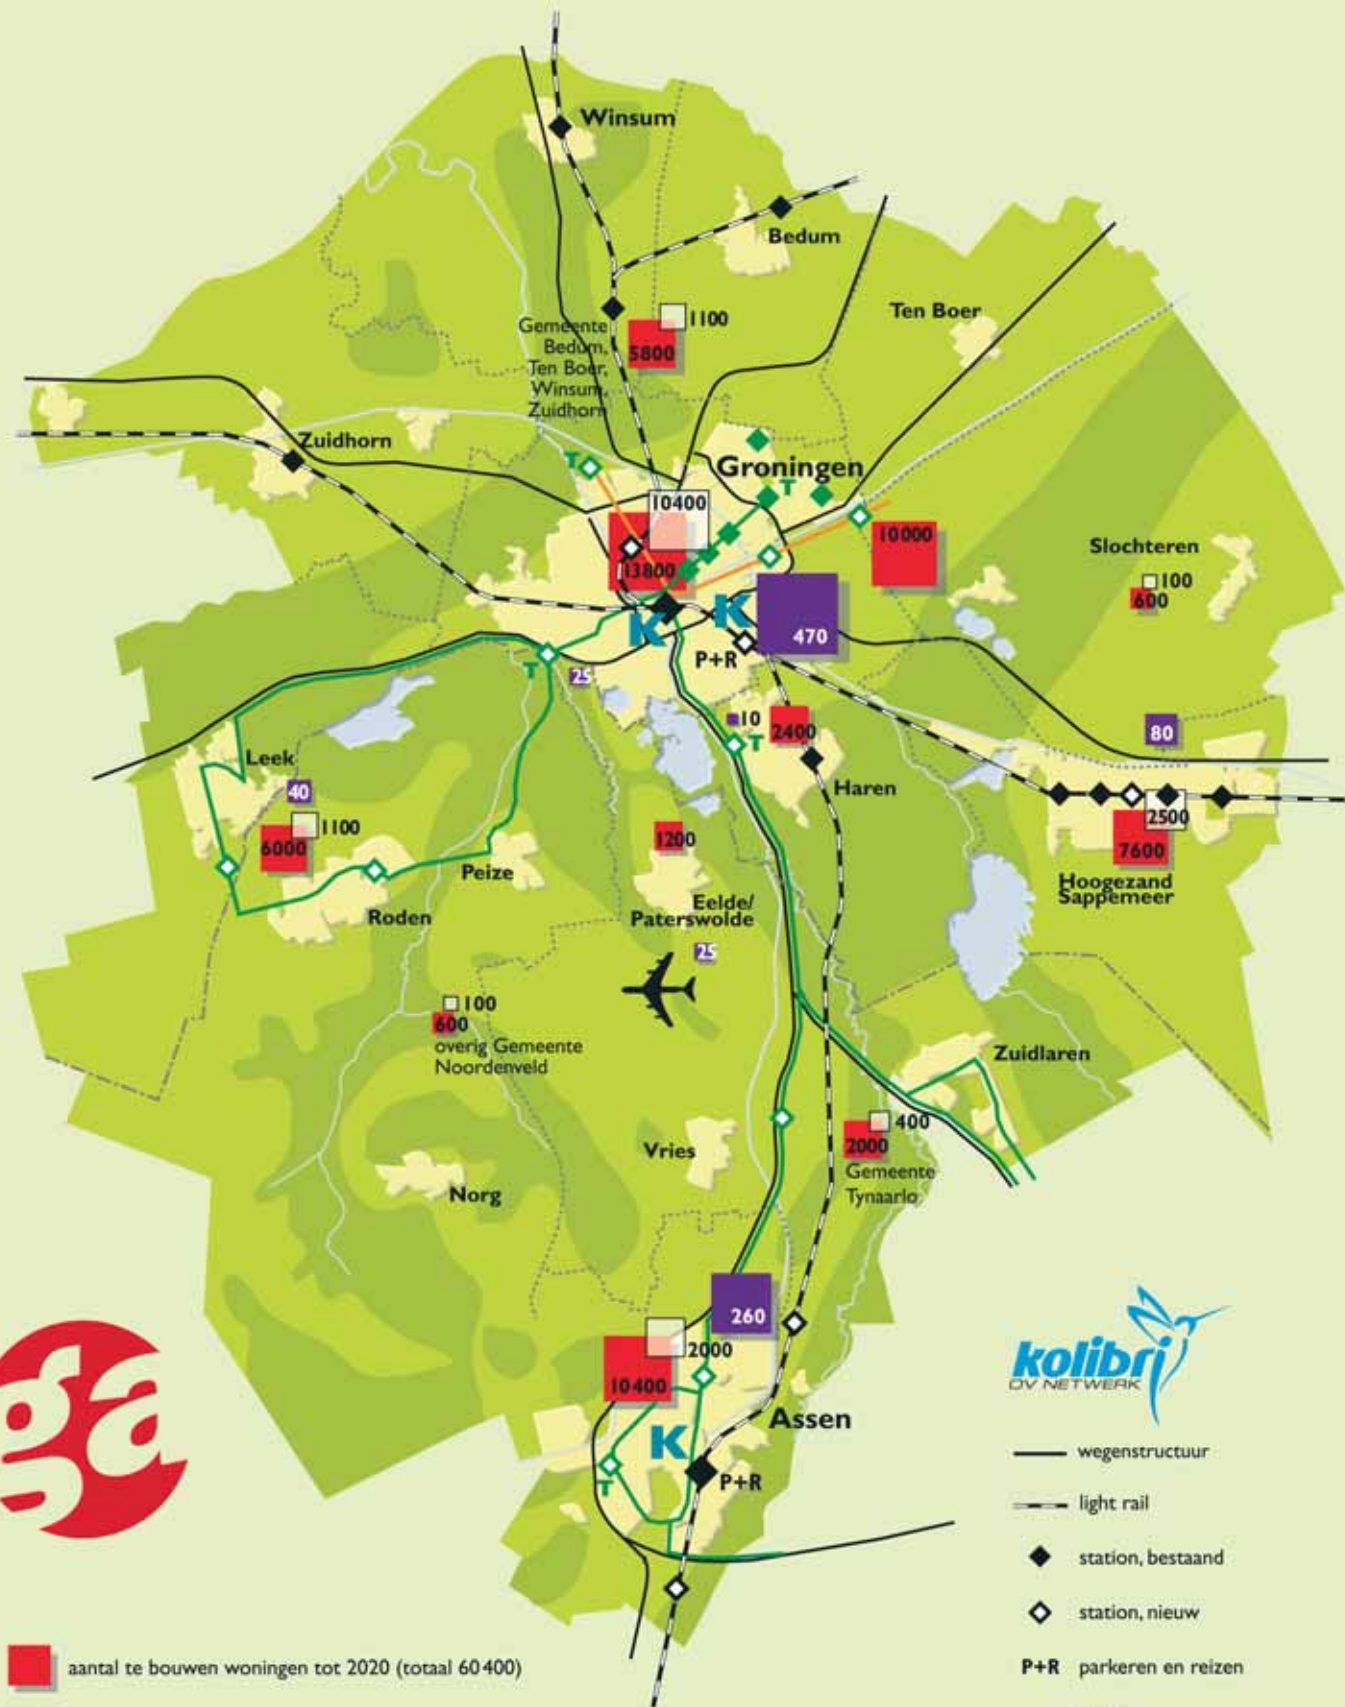 Winsum
Bedum
Ten Boer
1100
5800
Gemeente
Bedum,
Ten Boer,
Winsum,
Zuidhorn
Zuidhorn
T
Groningen
T
10400
13800
10000
Slochteren
100
600
K
K
470
P+R
T
25
10
2400
T
80
Leek
40
Haren
1100
6000
1200
2500
7600
Peize
Hoogezand
Sappemeer
Roden
Eelde/
Paterswolde
25
100
600
overig Gemeente
Noordenveld
Zuidlaren
400
2000
Gemeente
Tynaarlo
Vries
Norg
260
2000
10400
ga
kolibri
OV NETWERK
Assen
K
P+R
T
wegenstructuur
light rail
station, bestaand
station, nieuw
P+R parkeren en reizen
aantal te bouwen woningen tot 2020 (totaal 60400)